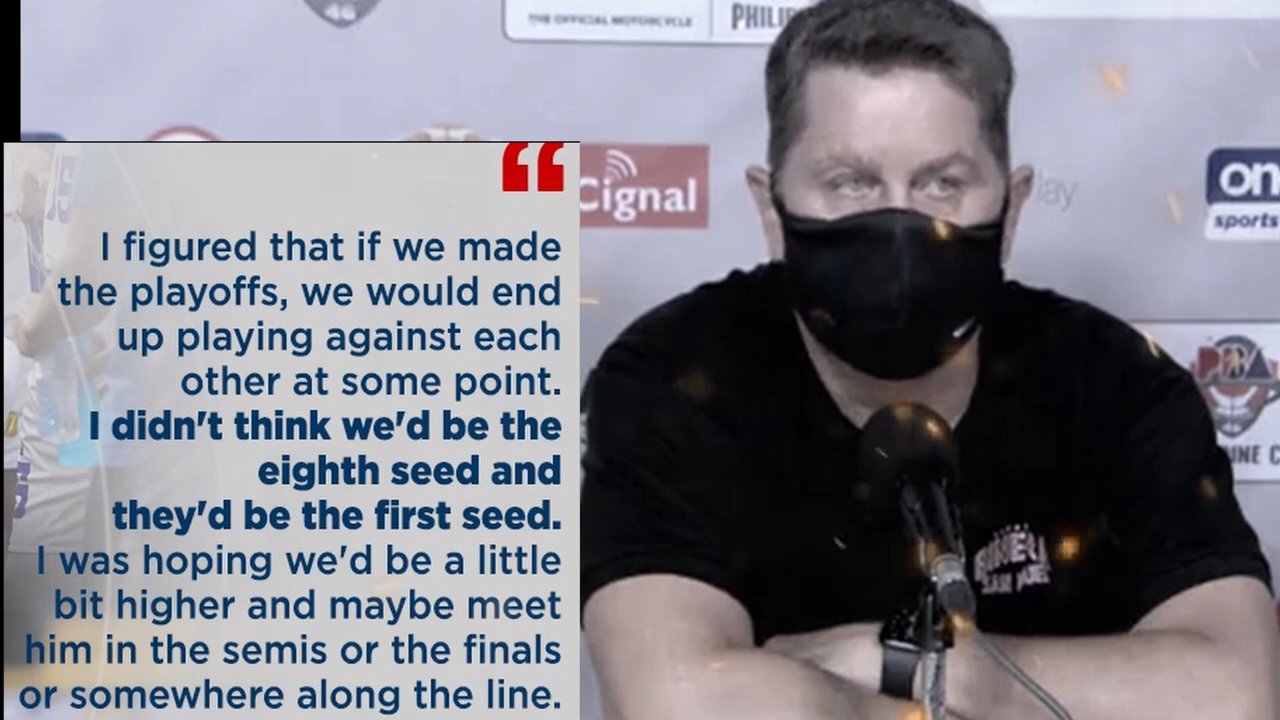 THE OFFICIAL MOTORCYCLE
Cignal
on
sports
“
I figured that if we made
the playoffs, we would end
up playing against each
other at some point.
I didn't think we'd be the
eighth seed and
they'd be the first seed.
I was hoping we'd be a little
bit higher and maybe meet
him in the semis or the finals
or somewhere along the line.